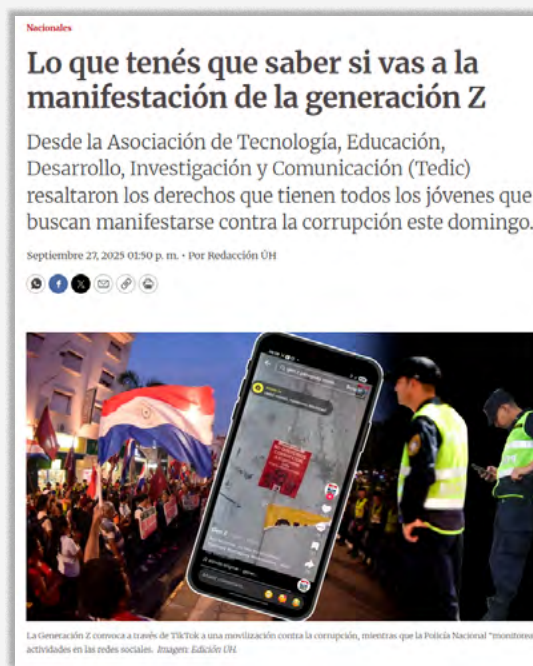 Nacionales
Lo que tenés que saber si vas a la
manifestación de la generación Z
Desde la Asociación de Tecnología, Educación,
Desarrollo, Investigación y Comunicación (Tedic)
resaltaron los derechos que tienen todos los jóvenes que
buscan manifestarse contra la corrupción este domingo.
Septiembre 27, 2025 01:50 p. m. • Por Redacción ÚH
La Generación Z convoca a través de TikTok a una movilización contra la corrupción, mientras que la Policía Nacional "monitorea
actividades en las redes sociales. Imagen: Edición ÚH.